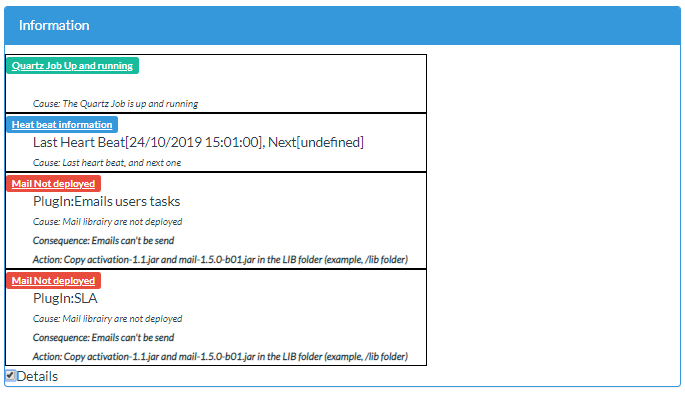 Information
Quartz Job Up and running
Cause: The Quartz Job is up and running
Heat beat information
Last Heart Beat[24/10/2019 15:01:00], Next[undefined]
Cause: Last heart beat, and next one
Mail Not deployed
PlugIn:Emails users tasks
Cause: Mail librairy are not deployed
Consequence: Emails can't be send
Action: Copy activation-1.1.jar and mail-1.5.0-b01.jar in the LIB folder (example, /lib folder)
Mail Not deployed
PlugIn:SLA
Cause: Mail librairy are not deployed
Consequence: Emails can't be send
Action: Copy activation-1.1.jar and mail-1.5.0-b01.jar in the LIB folder (example, /lib folder)
Details